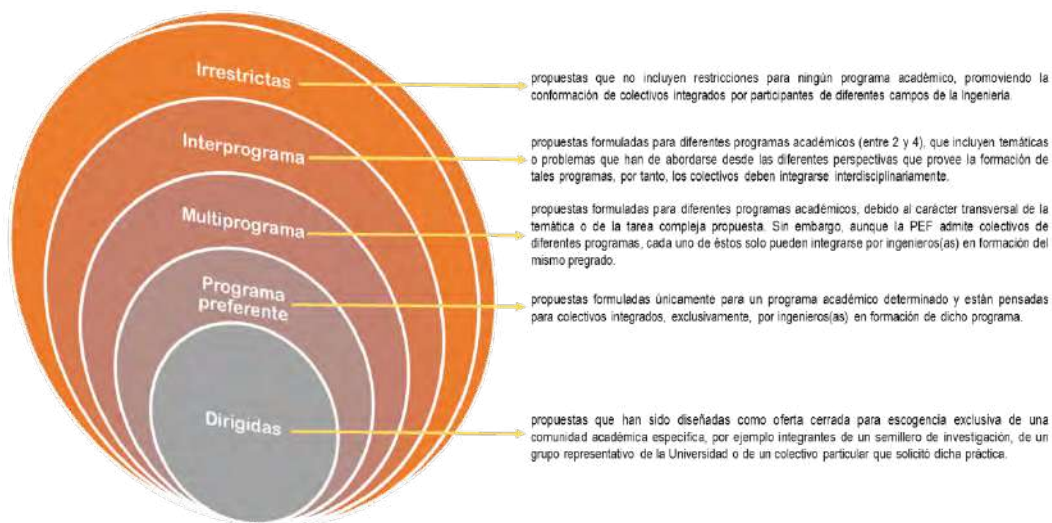 Irrestrictas
propuestas que no incluyen restricciones para ningún programa académico, promoviendo la
conformación de colectivos integrados por participantes de diferentes campos de la Ingeniería.
Interprograma
propuestas formuladas para diferentes programas académicos (entre 2 y 4), que incluyen temáticas
o problemas que han de abordarse desde las diferentes perspectivas que provee la formación de
tales programas, por tanto, los colectivos deben integrarse interdisciplinariamente.
Multiprograma
propuestas formuladas para diferentes programas académicos, debido al carácter transversal de la
temática o de la tarea compleja propuesta. Sin embargo, aunque la PEF admite colectivos de
diferentes programas, cada uno de éstos solo pueden integrarse por ingenieros(as) en formación del
mismo pregrado.
Programa
preferente
propuestas formuladas únicamente para un programa académico determinado y están pensadas
para colectivos integrados, exclusivamente, por ingenieros(as) en formación de dicho programa.
Dirigidas
propuestas que han sido diseñadas como oferta cerrada para escogencia exclusiva de una
comunidad académica específica, por ejemplo integrantes de un semillero de investigación, de un
grupo representativo de la Universidad o de un colectivo particular que solicitó dicha práctica.